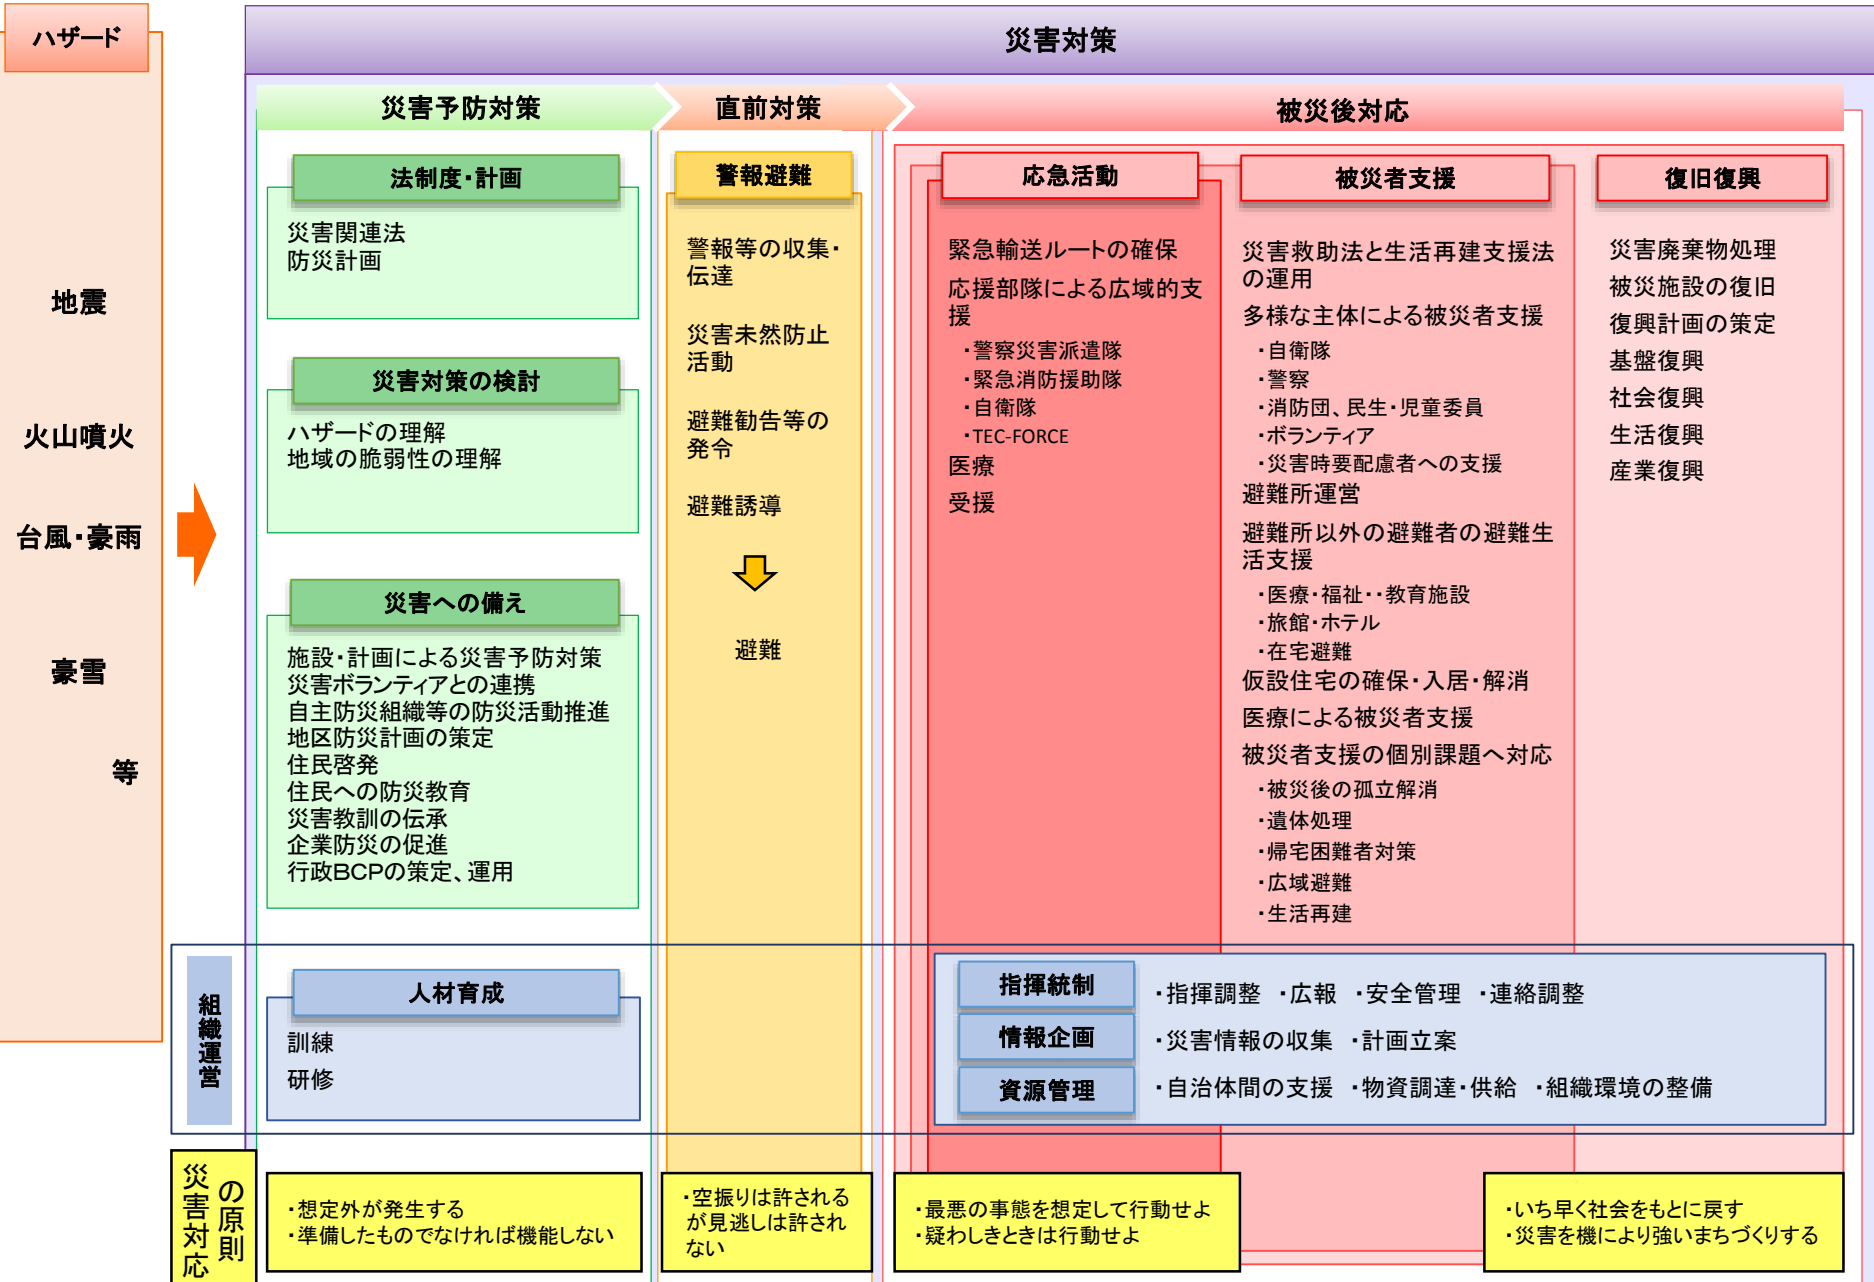 ハザード
地震
火山噴火
台風・豪雨
豪雪
等
災害対策
災害予防対策
直前対策
被災後対応
法制度・計画
災害関連法
防災計画
災害対策の検討
ハザードの理解
地域の脆弱性の理解
災害への備え
施設・計画による災害予防対策
災害ボランティアとの連携
自主防災組織等の防災活動推進
地区防災計画の策定
住民啓発
住民への防災教育
災害教訓の伝承
企業防災の促進
行政BCPの策定、運用
警報避難
警報等の収集・
伝達
災害未然防止
活動
避難勧告等の
発令
避難誘導
避難
応急活動
緊急輸送ルートの確保
応援部隊による広域的支
援
・警察災害派遣隊
・緊急消防援助隊
・自衛隊
・TEC-FORCE
医療
受援
被災者支援
災害救助法と生活再建支援法
の運用
多様な主体による被災者支援
・自衛隊
・警察
・消防団、民生・児童委員
・ボランティア
・災害時要配慮者への支援
避難所運営
避難所以外の避難者の避難生
活支援
・医療・福祉・・教育施設
・旅館・ホテル
・在宅避難
仮設住宅の確保・入居・解消
医療による被災者支援
被災者支援の個別課題へ対応
・被災後の孤立解消
・遺体処理
・帰宅困難者対策
・広域避難
・生活再建
復旧復興
災害廃棄物処理
被災施設の復旧
復興計画の策定
基盤復興
社会復興
生活復興
産業復興
組織運営
人材育成
訓練
研修
指揮統制
・指揮調整 ・広報 ・安全管理 ・連絡調整
情報企画
・災害情報の収集 ・計画立案
資源管理
・自治体間の支援 ・物資調達・供給 ・組織環境の整備
災害対応
の原則
・想定外が発生する
・準備したものでなければ機能しない
・空振りは許される
が見逃しは許され
ない
・最悪の事態を想定して行動せよ
・疑わしきときは行動せよ
・いち早く社会をもとに戻す
・災害を機により強いまちづくりする